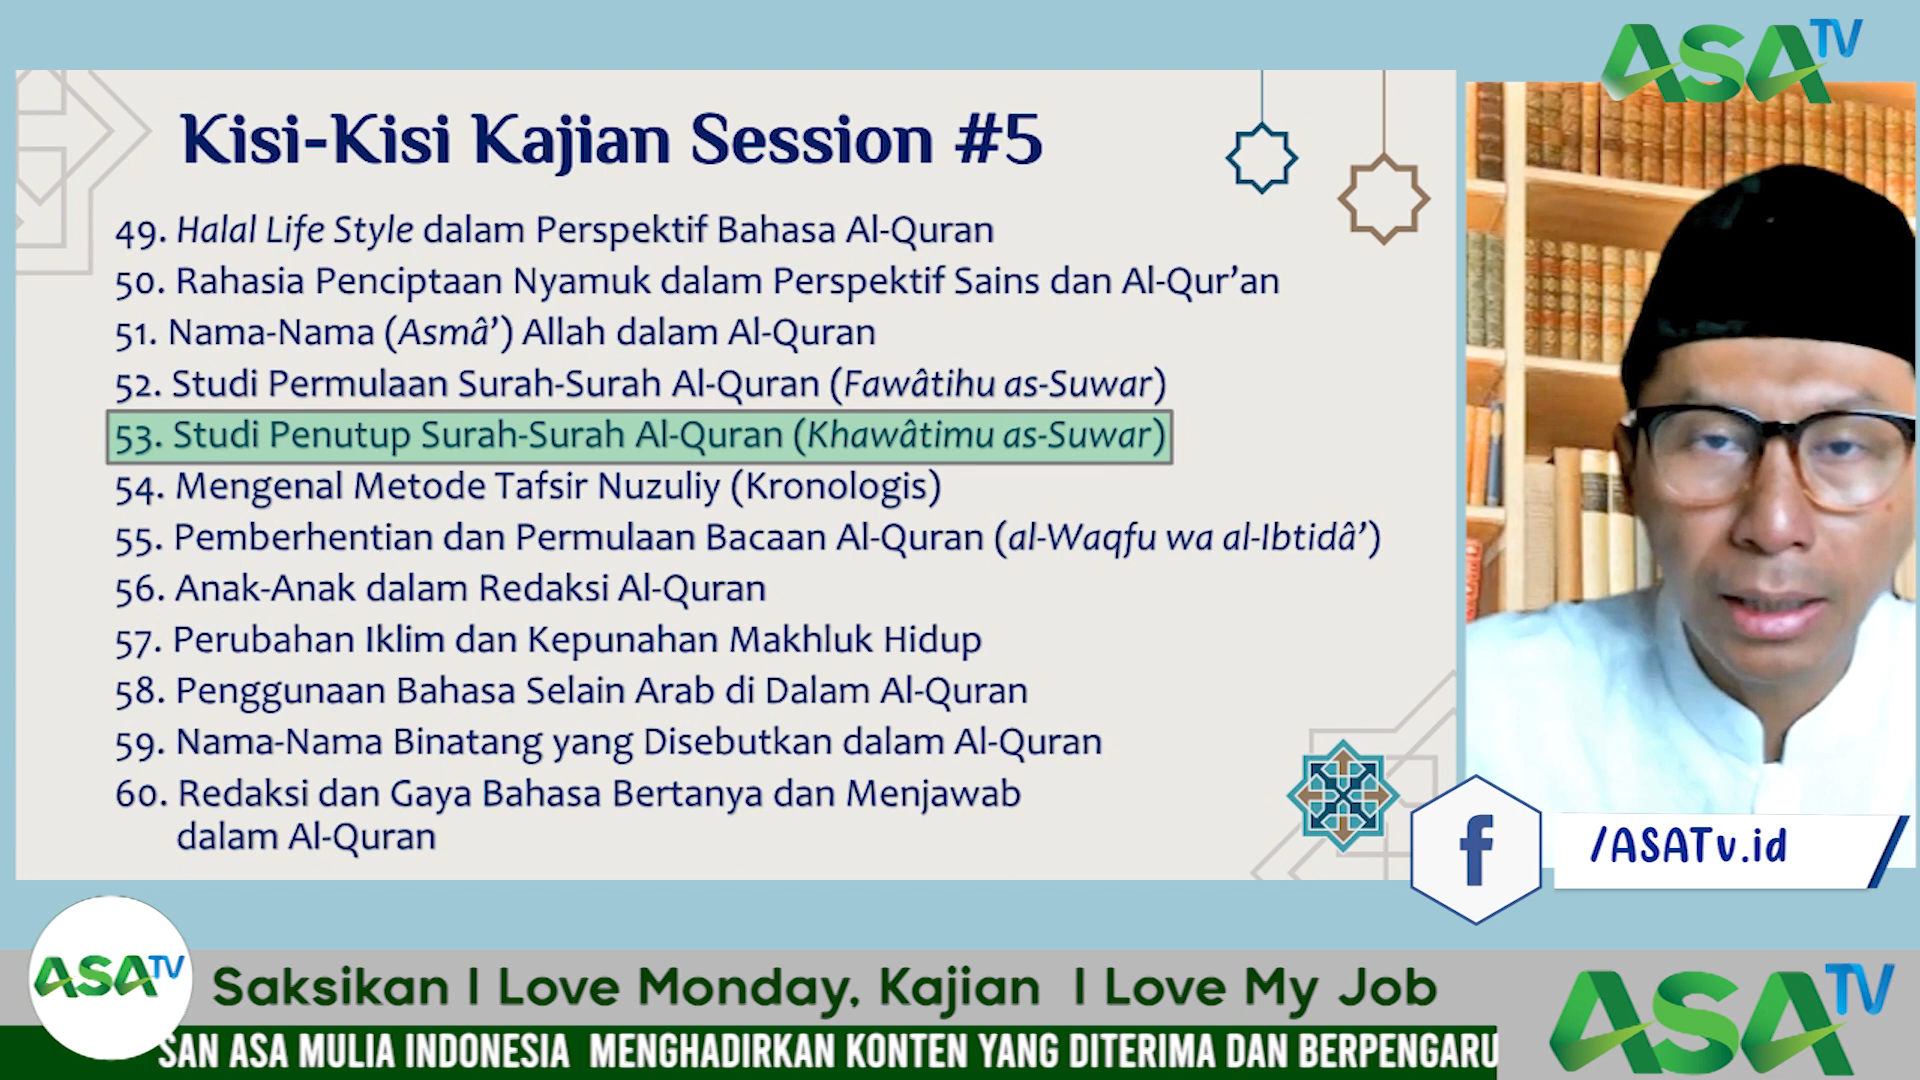 ASA TV
Kisi-Kisi Kajian Session #5
49. Halal Life Style dalam Perspektif Bahasa Al-Quran
50. Rahasia Penciptaan Nyamuk dalam Perspektif Sains dan Al-Qur’an
51. Nama-Nama (Asmâ’) Allah dalam Al-Quran
52. Studi Permulaan Surah-Surah Al-Quran (Fawâtihu as-Suwar)
53. Studi Penutup Surah-Surah Al-Quran (Khawâtimu as-Suwar)
54. Mengenal Metode Tafsir Nuzuliy (Kronologis)
55. Pemberhentian dan Permulaan Bacaan Al-Quran (al-Waqfu wa al-Ibtidâ’)
56. Anak-Anak dalam Redaksi Al-Quran
57. Perubahan Iklim dan Kepunahan Makhluk Hidup
58. Penggunaan Bahasa Selain Arab di Dalam Al-Quran
59. Nama-Nama Binatang yang Disebutkan dalam Al-Quran
60. Redaksi dan Gaya Bahasa Bertanya dan Menjawab
dalam Al-Quran
f /ASATv.id
ASA TV
Saksikan I Love Monday, Kajian I Love My Job
SAN ASA MULIA INDONESIA MENGHADIRKAN KONTEN YANG DITERIMA DAN BERPENGARU
ASA TV